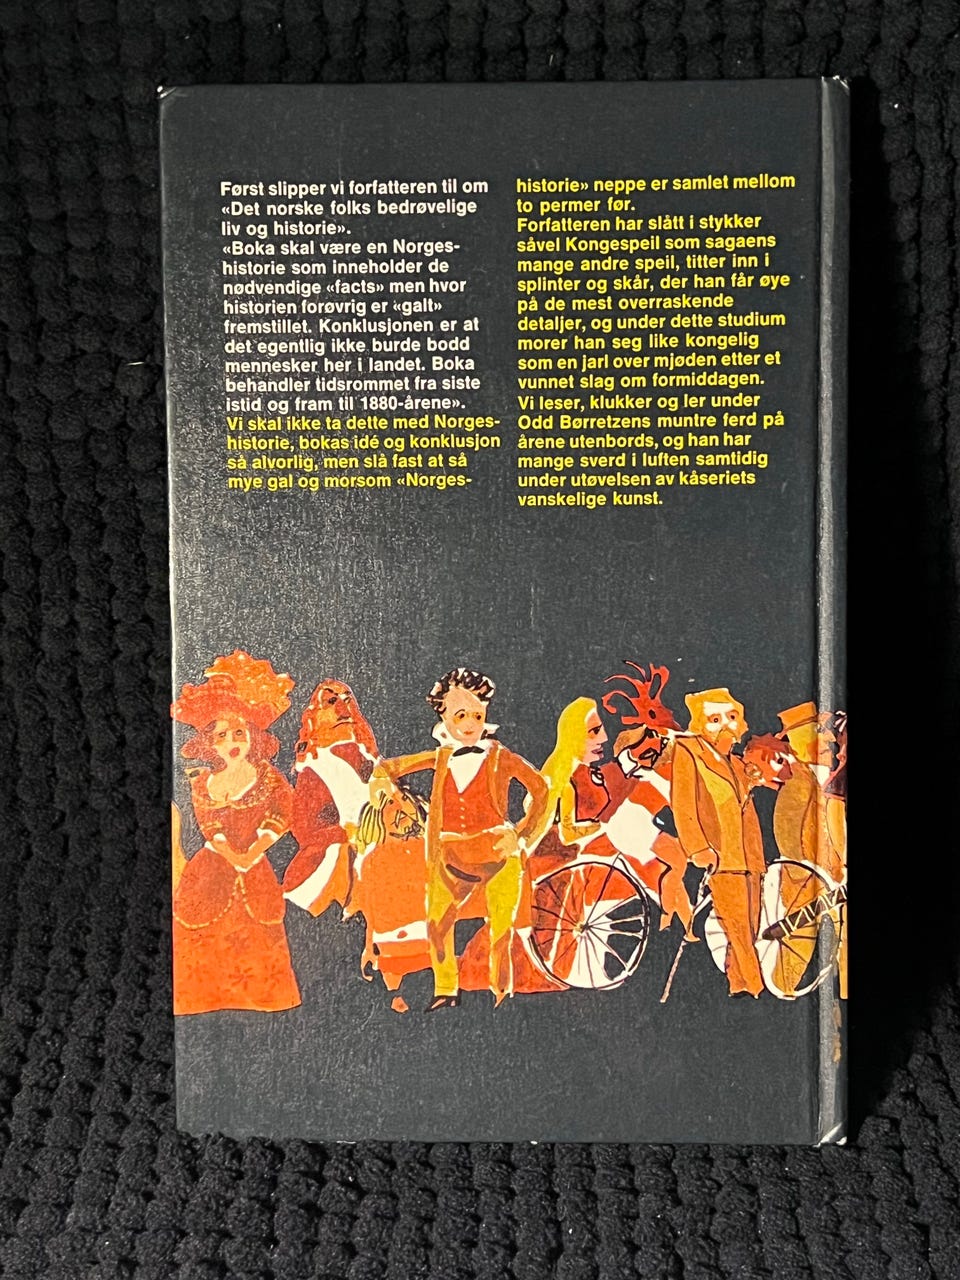 Først slipper vi forfatteren til om
«Det norske folks bedrøvelige
liv og historie».
«Boka skal være en Norges-
historie som inneholder de
nødvendige «facts» men hvor
historien forøvrig er «galt»
fremstillet. Konklusjonen er at
det egentlig ikke burde bodd
mennesker her i landet. Boka
behandler tidsrommet fra siste
istid og fram til 1880-årene».
Vi skal ikke ta dette med Norges-
historie, bokas idé og konklusjon
så alvorlig, men slå fast at så
mye gal og morsom «Norges-
historie» neppe er samlet mellom
to permer før.
Forfatteren har slått i stykker
såvel Kongespeil som sagaens
mange andre speil, titter inn i
splinter og skår, der han får øye
på de mest overraskende
detaljer, og under dette studium
morer han seg like kongelig
som en jarl over mjøden etter et
vunnet slag om formiddagen.
Vi leser, klukker og ler under
Odd Børretzens muntre ferd på
årene utenbords, og han har
mange sverd i luften samtidig
under utøvelsen av kåseriets
vanskelige kunst.